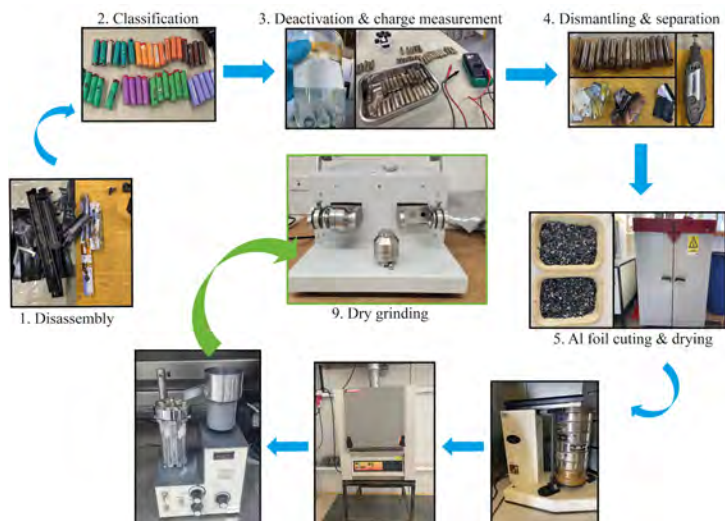 2. Classification
3. Deactivation & charge measurement
4. Dismantling & separation
1. Disassembly
9. Dry grinding
5. Al foil cuting & drying